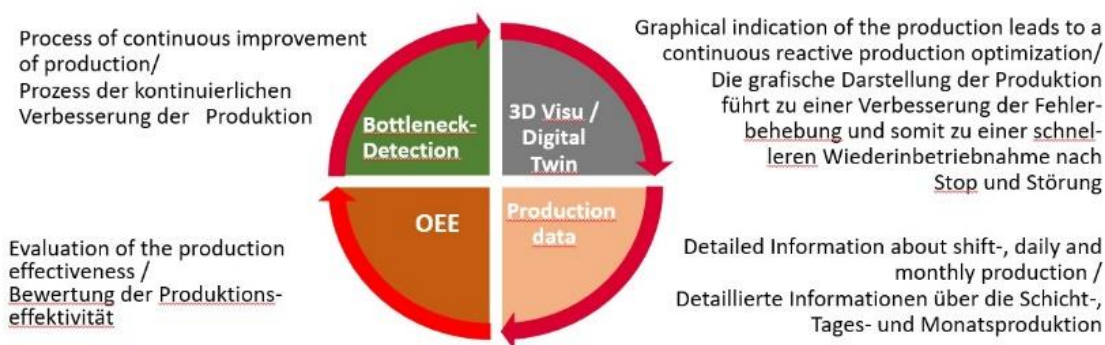 Process of continuous improvement
of production/
Prozess der kontinuierlichen
Verbesserung der Produktion
Bottleneck-
Detection
3D Visu /
Digital
Twin
Graphical indication of the production leads to a
continuous reactive production optimization/
Die grafische Darstellung der Produktion
führt zu einer Verbesserung der Fehler-
behebung und somit zu einer schnel-
leren Wiederinbetriebnahme nach
Stop und Störung
Evaluation of the production
effectiveness /
Bewertung der Produktions-
effektivität
OEE
Production
data
Detailed Information about shift-, daily and
monthly production /
Detaillierte Informationen über die Schicht-,
Tages- und Monatsproduktion